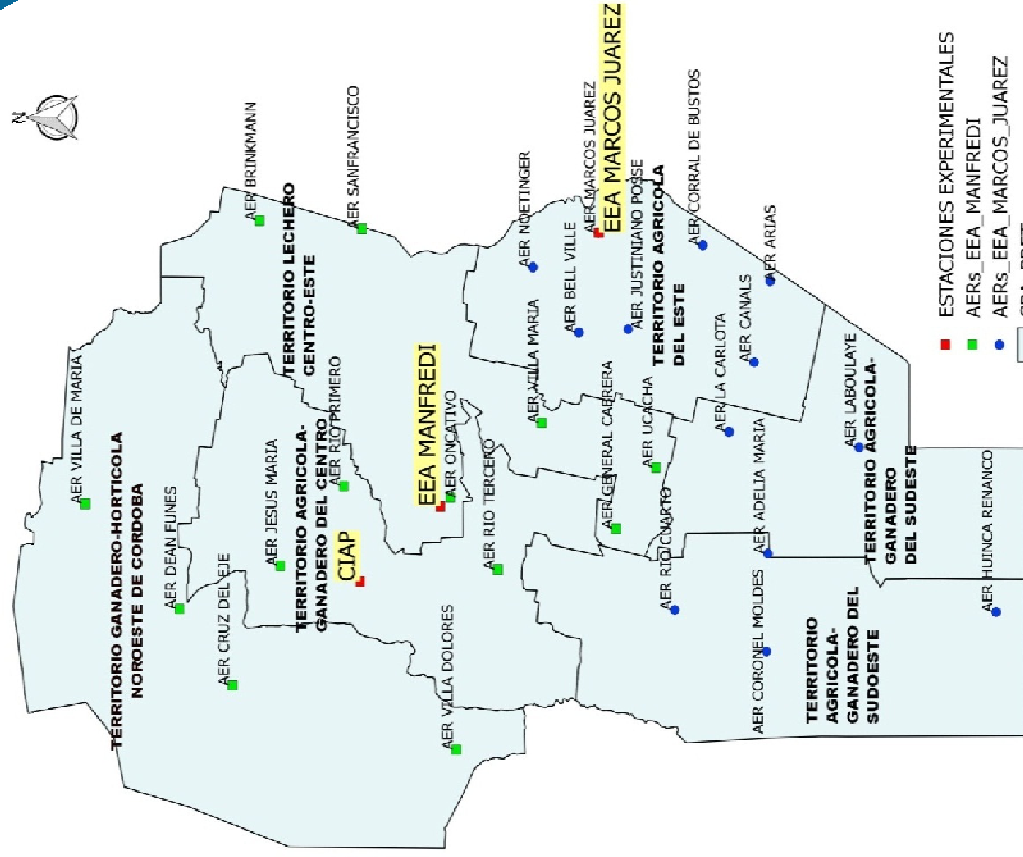 N
AER BRINKMANN
AER SANFRANCISCO
AER VILLA DE MARIA
TERRITORIO GANADERO-HORTICOLA
NOROESTE DE CORDOBA
AER DEAN FUNES
AER CRUZ DEL EJE
TERRITORIO LECHERO
CENTRO-ESTE
AER JESUS MARIA
TERRITORIO AGRICOLA-
GANADERO DEL CENTRO
AER RIO PRIMERO
CIAP
EEA MANFREDI
AER ONCATIVO
AER RIO TERCERO
AER VILLA DOLORES
AER NOETINGER
AER BELL VILLE
AER VILLA MARIA
AER MARCOS JUAREZ
EEA MARCOS JUAREZ
AER JUSTINIANO POSSE
TERRITORIO AGRICOLA
DEL ESTE
AER GENERAL CABRERA
AER UCACHA
AER CORRAL DE BUSTOS
AER ARIAS
AER CANALS
AER LA CARLOTA
AER RIO CUARTO
AER ADELIA MARIA
AER CORONEL MOLDES
AER LABOULAYE
TERRITORIO AGRICOLA-
GANADERO
DEL SUDESTE
TERRITORIO
AGRICOLA-
GANADERO DEL
SUDOESTE
AER HUINCA RENANCO
ESTACIONES EXPERIMENTALES
AERs_EEA_MANFREDI
AERs_EEA_MARCOS_JUAREZ